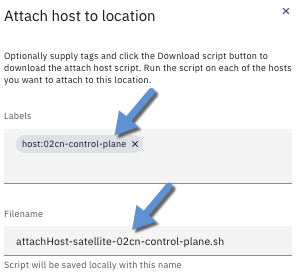 Attach host to location
Optionally supply tags and click the Download script button to
download the attach host script. Run the script on each of the hosts
you want to attach to this location.
Labels
host:02cn-control-plane ×
Filename
attachHost-satellite-02cn-control-plane.sh
Script will be saved locally with this name